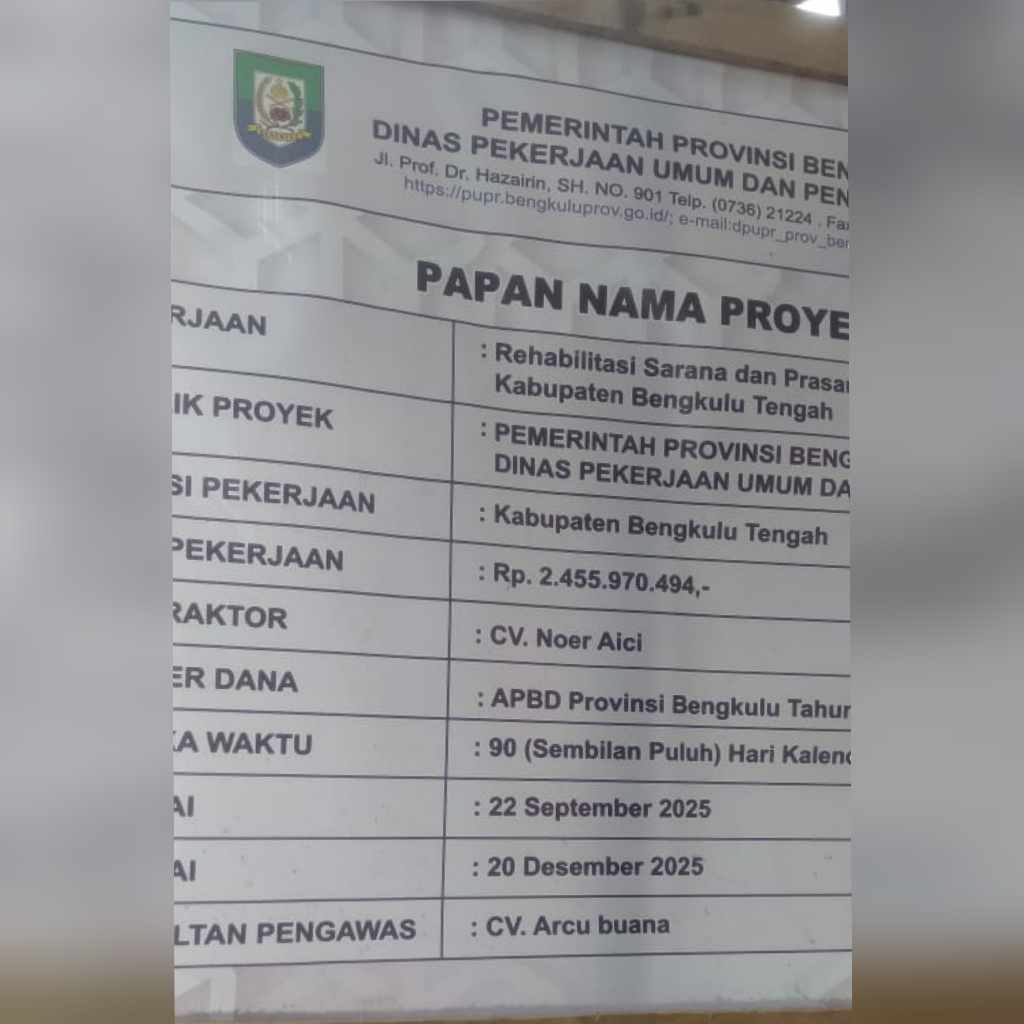 PEMERINTAH PROVINSI BEN
DINAS PEKERJAAN UMUM DAN PEN
Jl. Prof. Dr. Hazairin, SH. NO. 901 Telp. (0736) 21224 . Fa
https://pupr.bengkuluprov.go.id/; e-mail:dpupr_prov_ben
PAPAN NAMA PROYE
RJAAN : Rehabilitasi Sarana dan Prasa
Kabupaten Bengkulu Tengah
IK PROYEK : PEMERINTAH PROVINSI BENG
DINAS PEKERJAAN UMUM DA
SI PEKERJAAN : Kabupaten Bengkulu Tengah
PEKERJAAN : Rp. 2.455.970.494,-
RAKTOR : CV. Noer Aici
ER DANA : APBD Provinsi Bengkulu Tahun
KA WAKTU : 90 (Sembilan Puluh) Hari Kalend
AI : 22 September 2025
AI : 20 Desember 2025
LTAN PENGAWAS : CV. Arcu buana